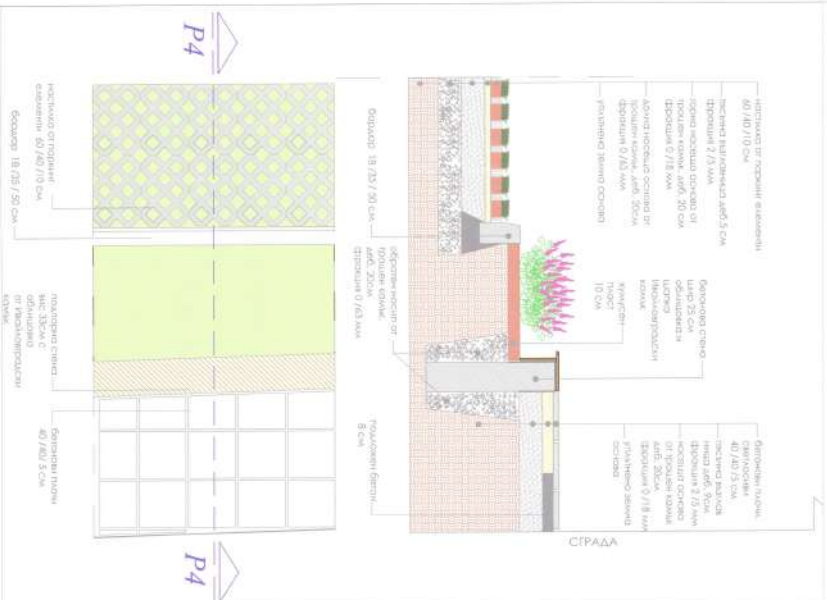 настилка от паркинг елементи
60 /40 /10 см
пясъчна възглавница деб. 5 см
фракция 2 /5 мм
горна носеща основа от
трошен камък, деб. 20 см
фракция 0 /18 мм
долна носеща основа от
трошен камък, деб. 20см
фракция 0 /63 мм
уплътнена земна основа
бетонова стена
шир. 25 см
облицовка и
шапка
Ивайловградски
камък
хумусен
пласт
10 см
бетонови плочи,
светлосиви
40 /40 /5 см
пясъчна възглав
ница деб. 9см
фракция 2 /5 мм
носеща основа
от трошен камък
деб. 20см
фракция 0 /18 мм
уплътнена земна
основа
СГРАДА
бордюр 18 /35 / 50 см
обратен насип от
трошен камък,
деб. 20см
фракция 0 /63 мм
подложен бетон
8 см
P4
P4
настилка от паркинг
елементи 60 /40 /10 см
бордюр 18 /35 / 50 см
подпорна стена
вис. 35см с
облицовка
от Ивайловградски
камък
бетонови плочи
40 /40/ 5 см